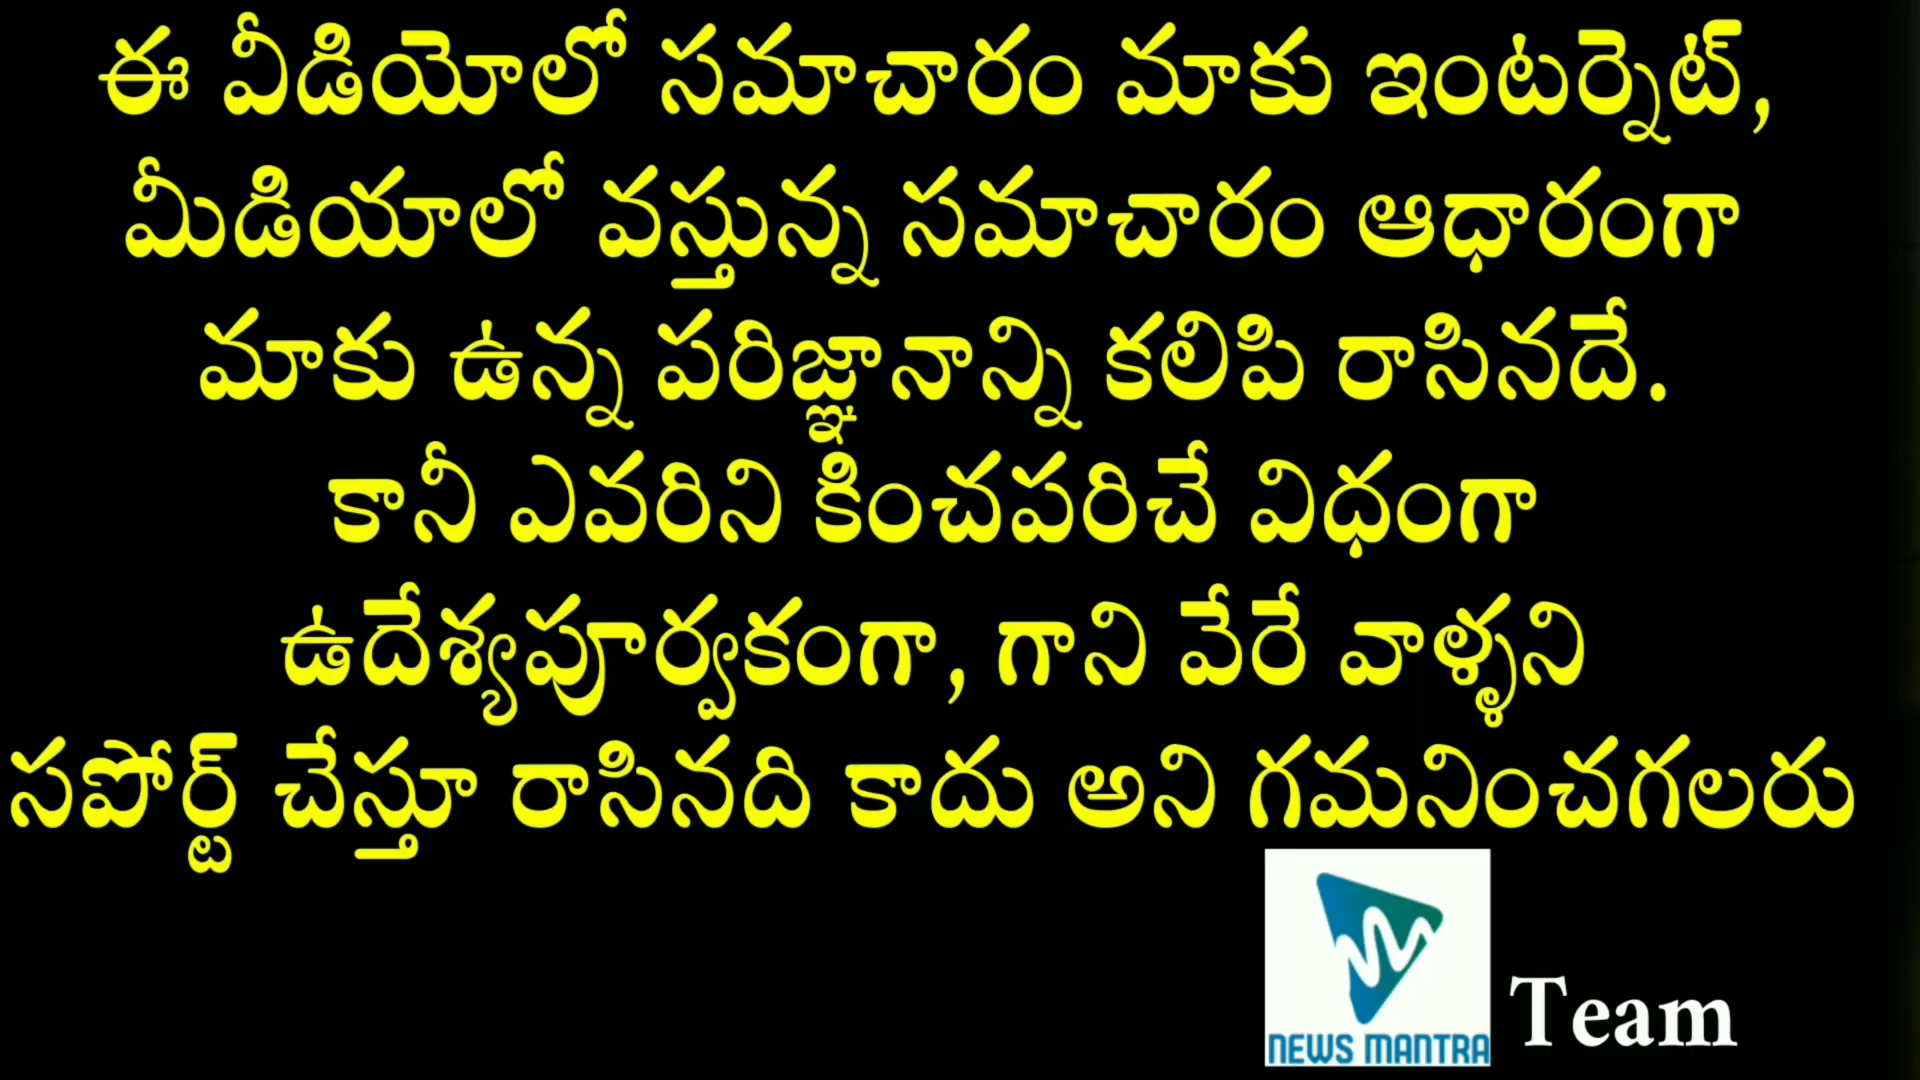 ఈ వీడియోలో సమాచారం మాకు ఇంటర్నెట్,
మీడియాలో వస్తున్న సమాచారం ఆధారంగా
మాకు ఉన్న పరిజ్ఞానాన్ని కలిపి రాసినదే.
కానీ ఎవరిని కించపరిచే విధంగా
ఉదేశ్యపూర్వకంగా, గాని వేరే వాళ్ళని
సపోర్ట్ చేస్తూ రాసినది కాదు అని గమనించగలరు
NEWS MANTRA Team